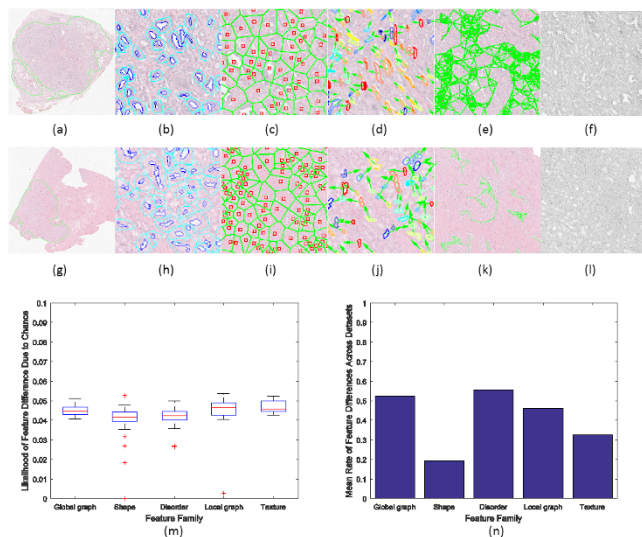 (a) (b) (c) (d) (e) (f)
(g) (h) (i) (j) (k) (l)
Likelihood of Feature Difference Due to Chance
0.1
0.09
0.08
0.07
0.06
0.05
0.04
0.03
0.02
0.01
0
Global graph Shape Disorder Local graph Texture
Feature Family
(m)
Mean Rate of Feature Differences Across Datasets
1
0.9
0.8
0.7
0.6
0.5
0.4
0.3
0.2
0.1
0
Global graph Shape Disorder Local graph Texture
Feature Family
(n)